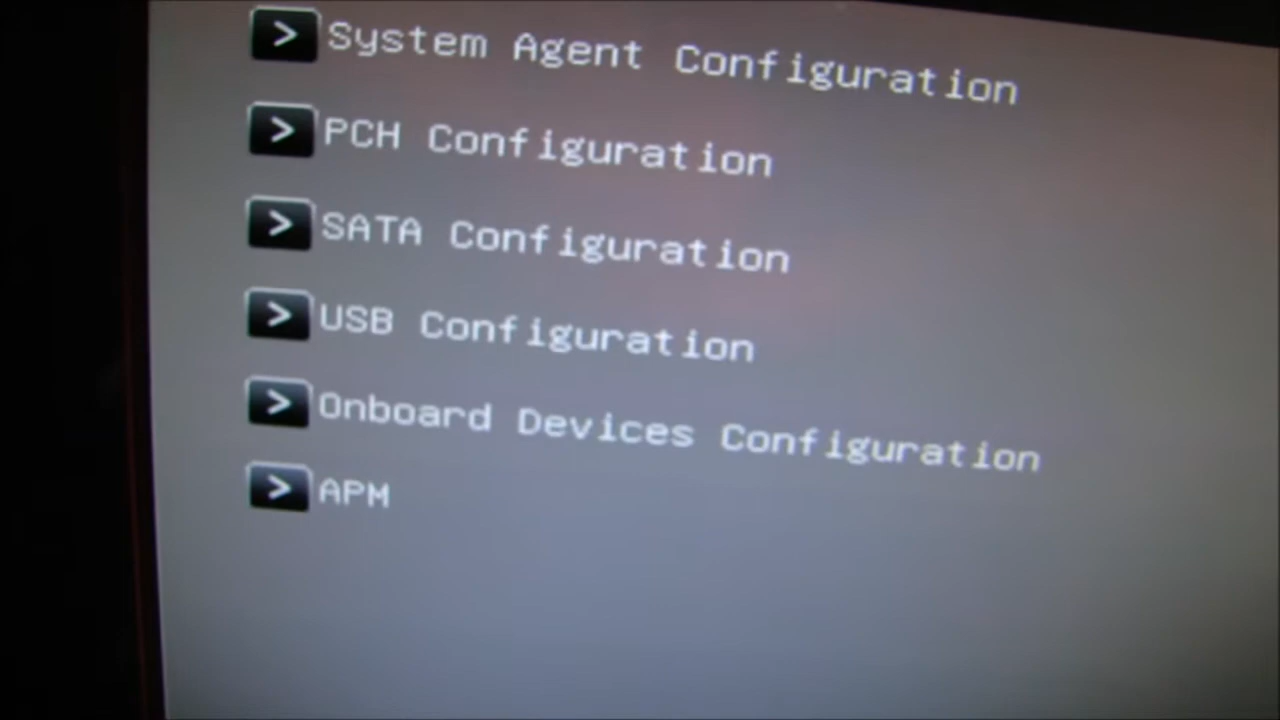 > System Agent Configuration
> PCH Configuration
> SATA Configuration
> USB Configuration
> Onboard Devices Configuration
> APM